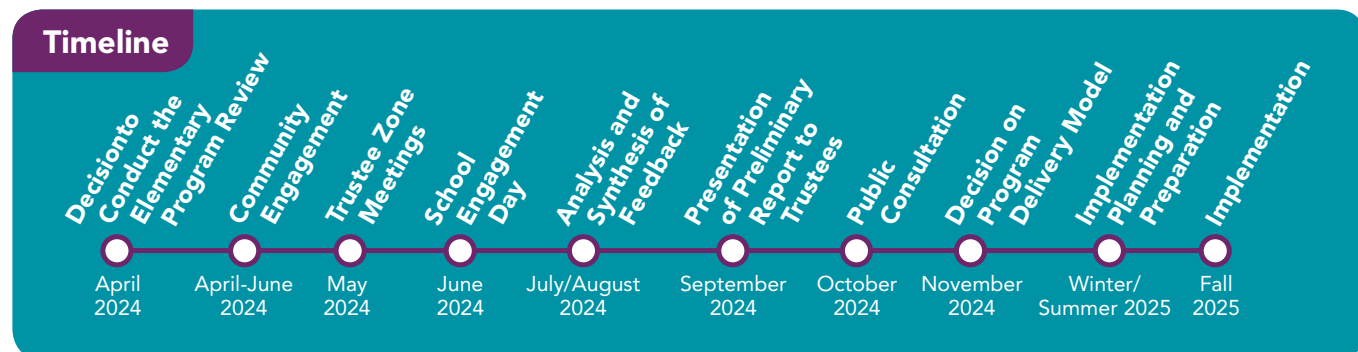 Timeline
Decisionto
Conduct the
Elementary
Program Review
Community
Engagement
Trustee Zone
Meetings
School
Engagement
Day
Analysis and
Synthesis of
Feedback
Presentation
of Preliminary
Report to
Trustees
Public
Consultation
Decision on
Program
Delivery Model
Implementation
Planning and
Preparation
Implementation
April
2024
April-June
2024
May
2024
June
2024
July/August
2024
September
2024
October
2024
November
2024
Winter/
Summer 2025
Fall
2025